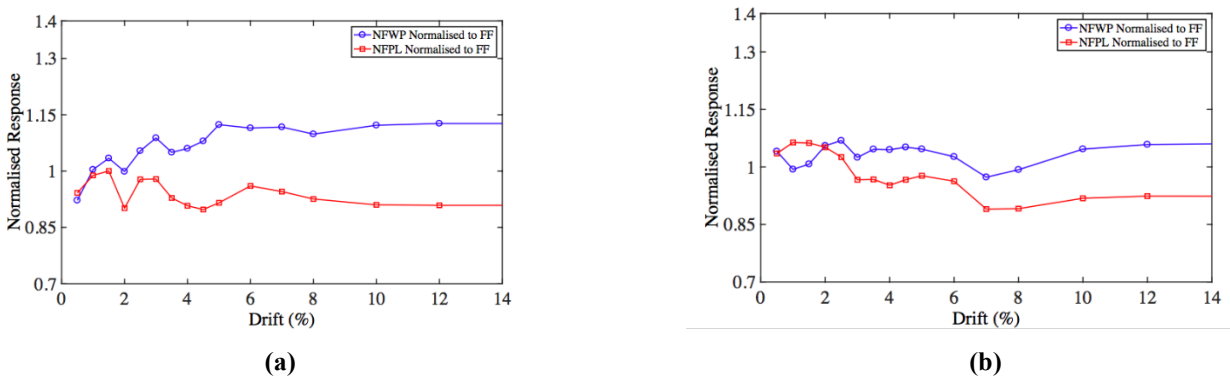 1.4
1.3
1.15
1
0.85
0.7
Normalised Response
NFWP Normalised to FF
NFPL Normalised to FF
0 2 4 6 8 10 12 14
Drift (%)
(a)
1.4
1.3
1.15
1
0.85
0.7
Normalised Response
NFWP Normalised to FF
NFPL Normalised to FF
0 2 4 6 8 10 12 14
Drift (%)
(b)